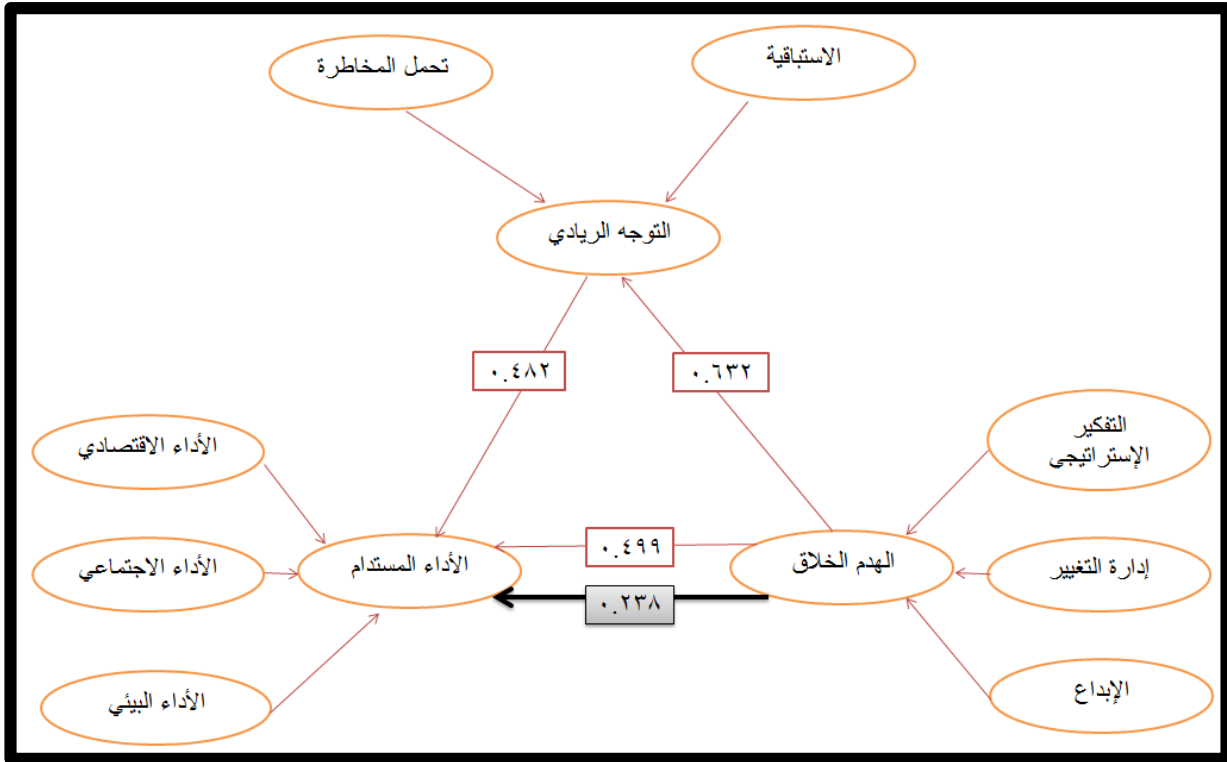 الاستباقية
تحمل المخاطرة
التوجه الريادي
٠.٦٣٢
٠.٤٨٢
التفكير
الإستراتيجي
الأداء الاقتصادي
٠.٤٩٩
الهدم الخلاق
الأداء المستدام
إدارة التغيير
الأداء الاجتماعي
٠.٢٣٨
الإبداع
الأداء البيئي